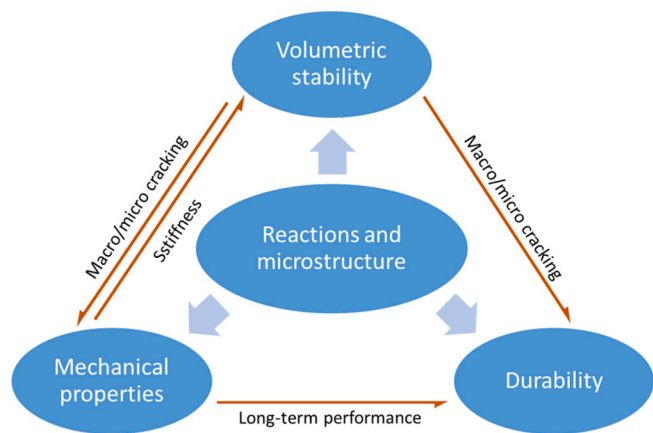 Volumetric
stability
Macro/micro cracking
Sstiffness
Macro/micro cracking
Reactions and
microstructure
Mechanical
properties
Durability
Long-term performance